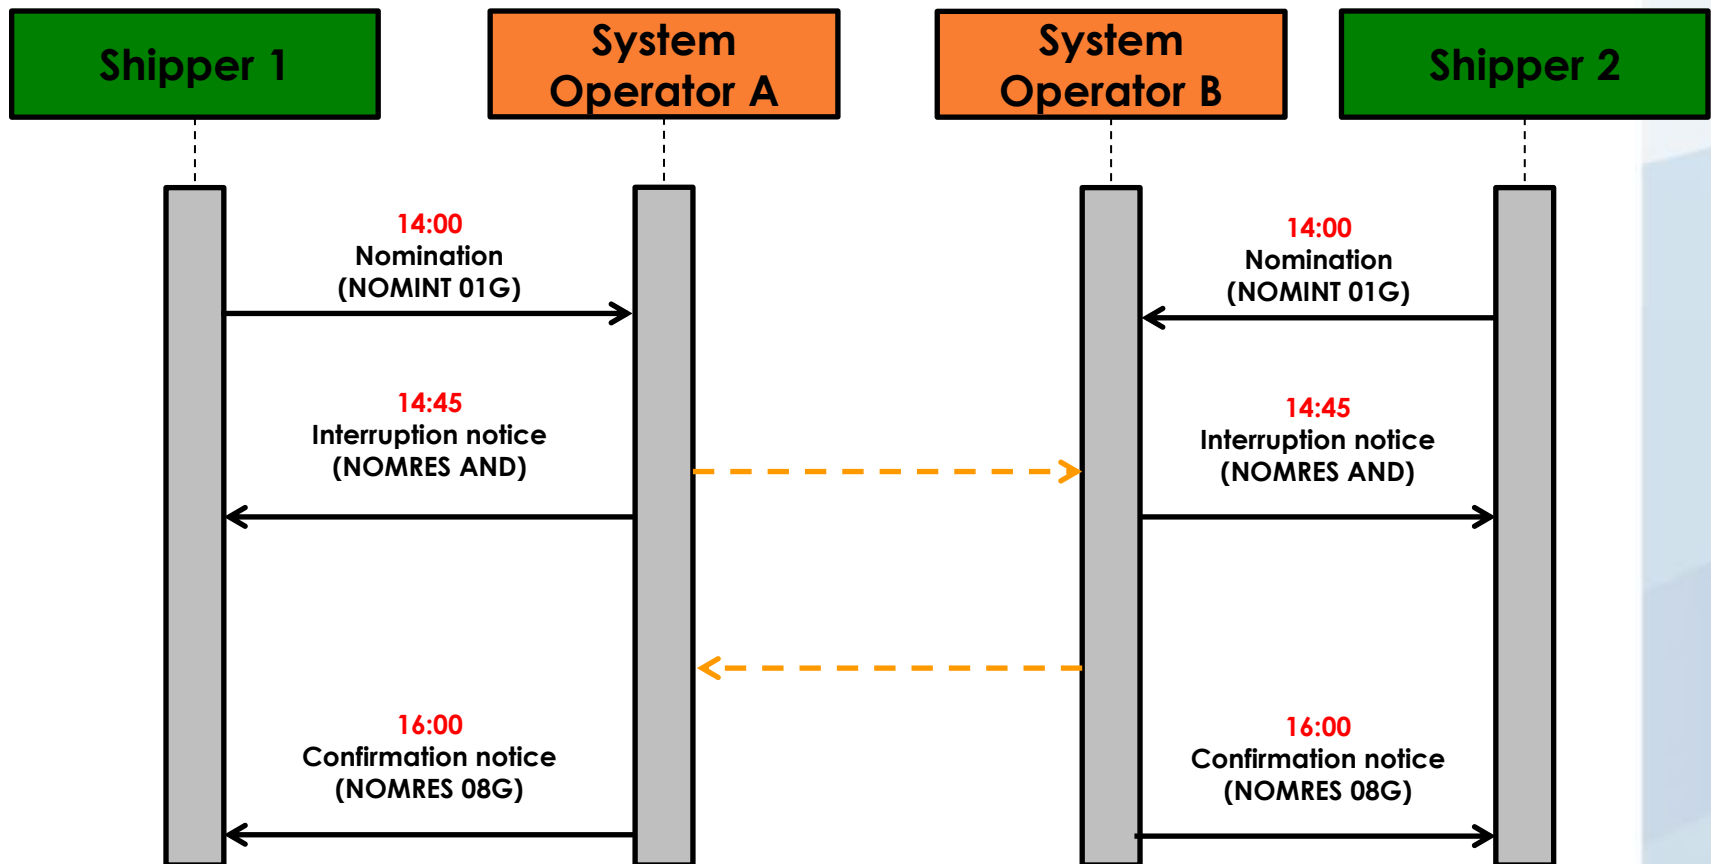 Shipper 1
System
Operator A
System
Operator B
Shipper 2
14:00
Nomination
(NOMINT 01G)
14:00
Nomination
(NOMINT 01G)
14:45
Interruption notice
(NOMRES AND)
14:45
Interruption notice
(NOMRES AND)
16:00
Confirmation notice
(NOMRES 08G)
16:00
Confirmation notice
(NOMRES 08G)